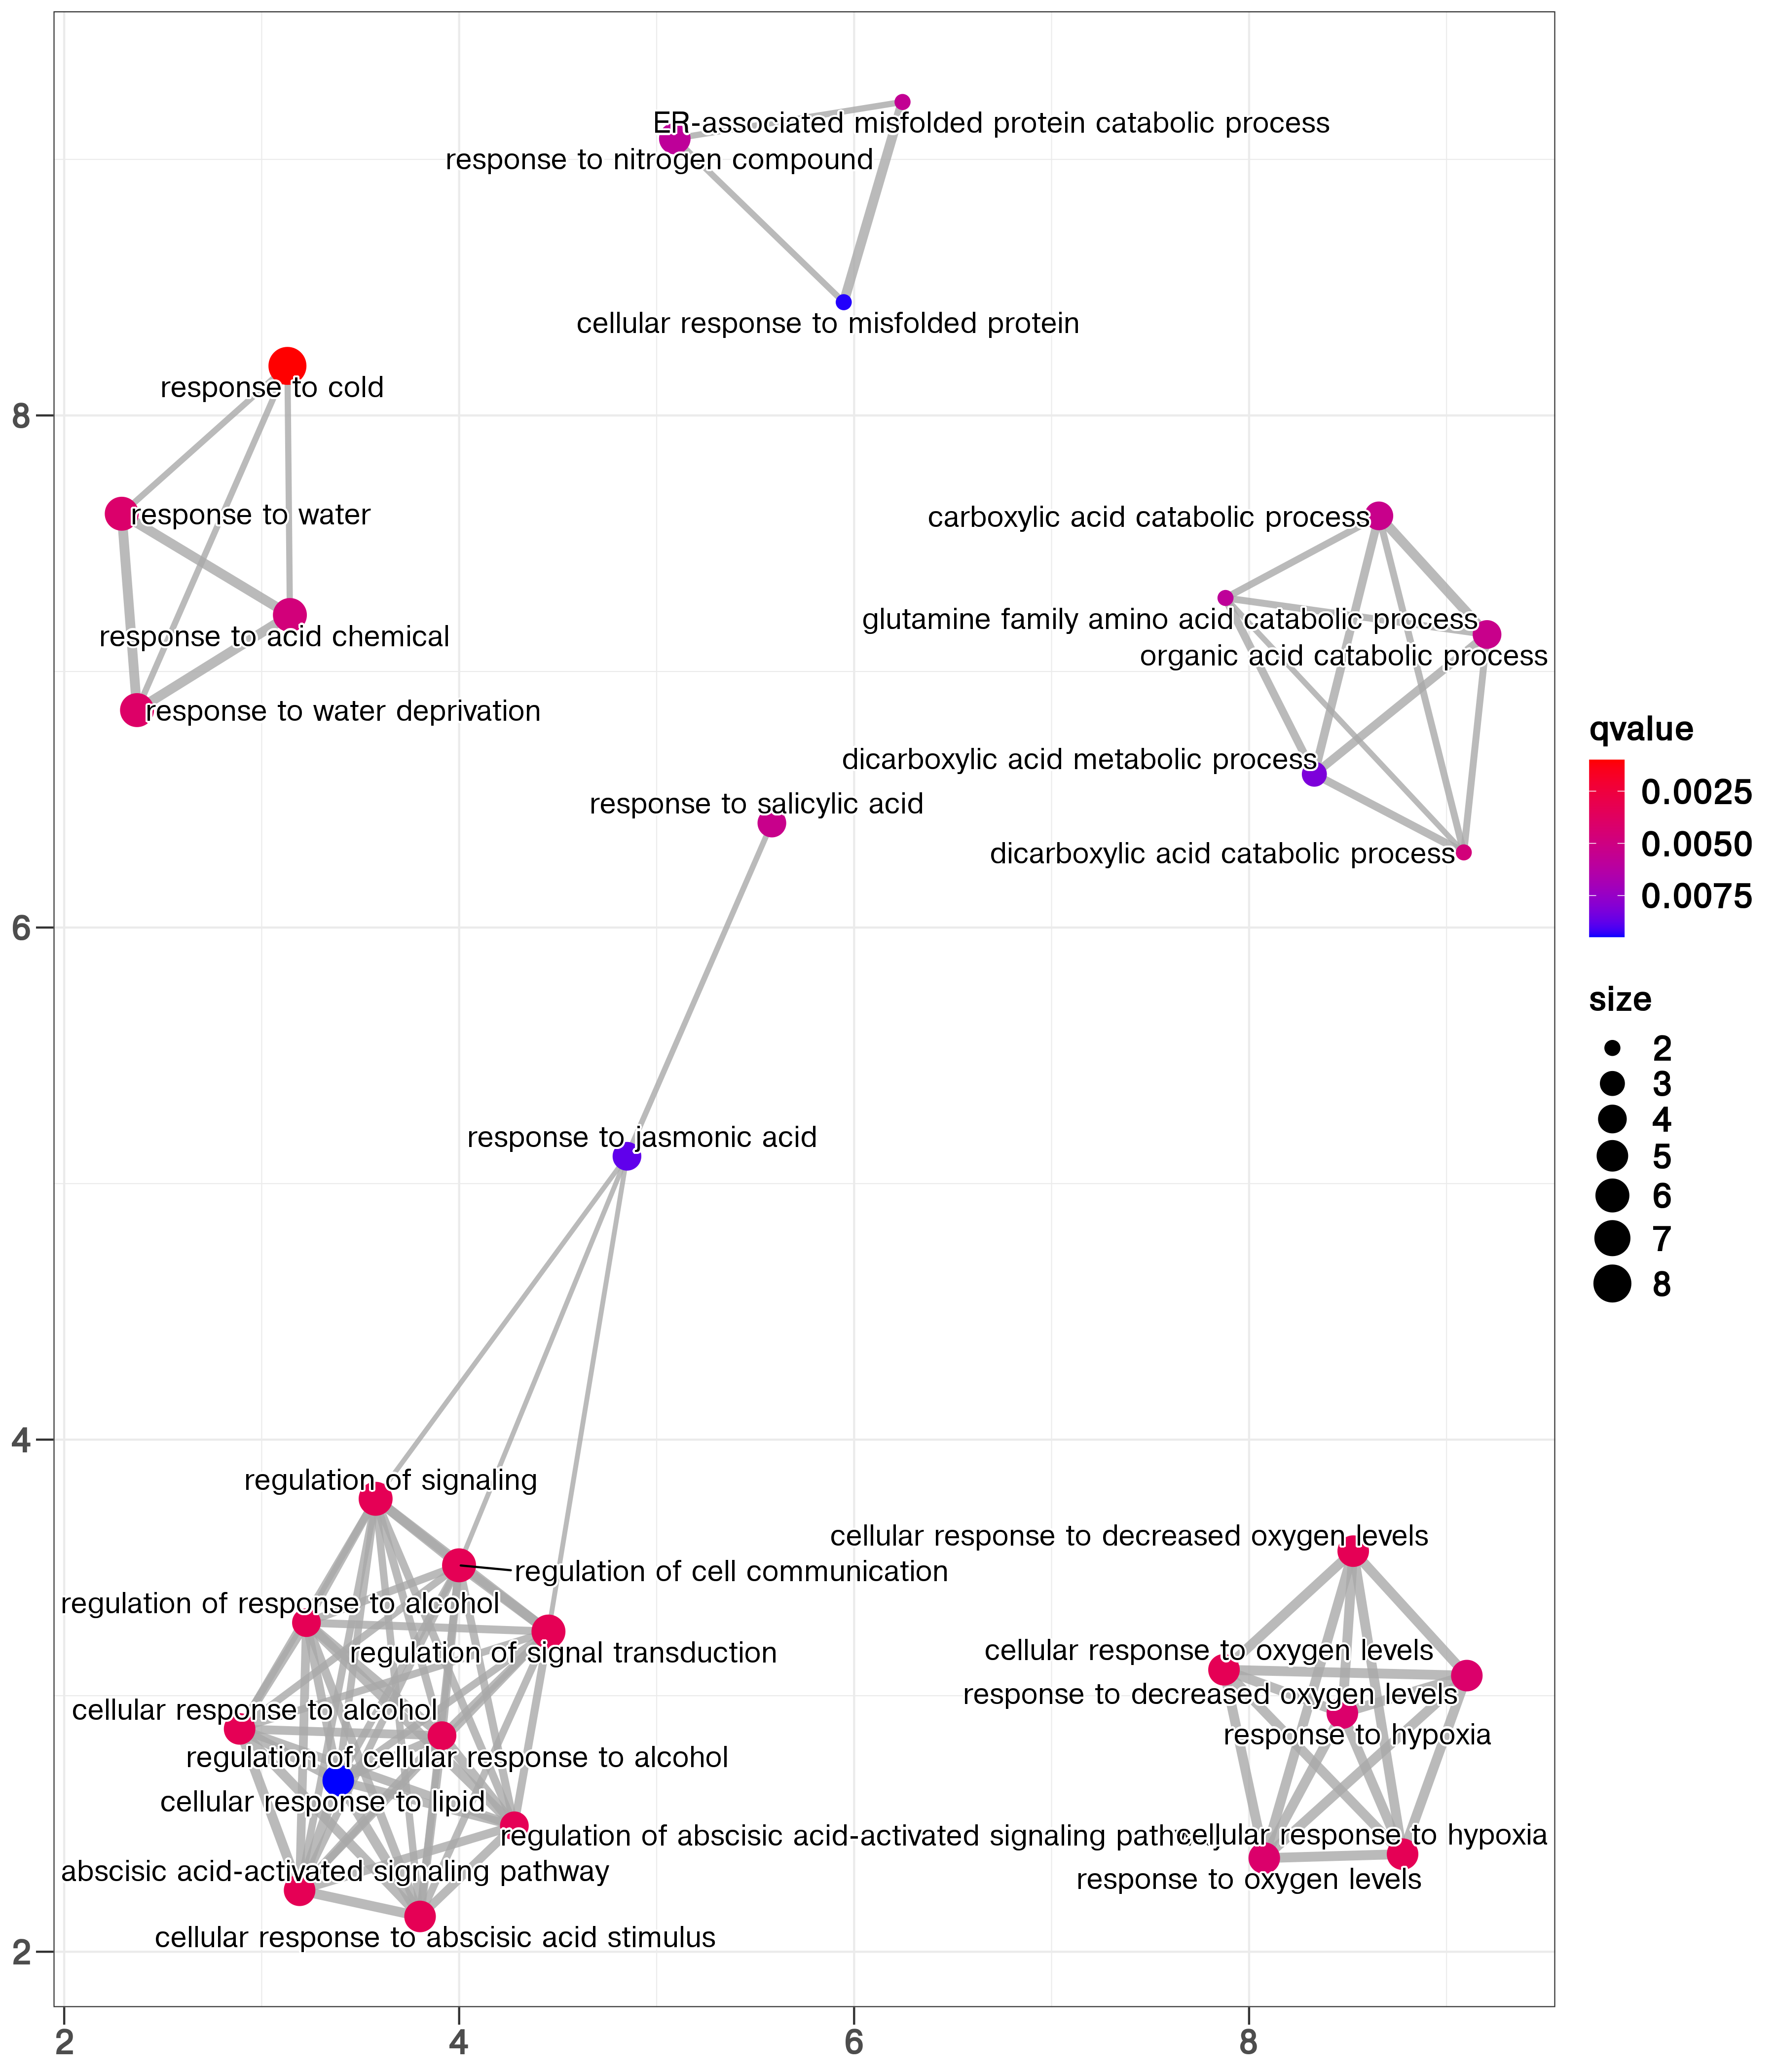 ER-associated misfolded protein catabolic process
response to nitrogen compound
cellular response to misfolded protein
response to cold
response to water
response to acid chemical
response to water deprivation
carboxylic acid catabolic process
glutamine family amino acid catabolic process
organic acid catabolic process
dicarboxylic acid metabolic process
dicarboxylic acid catabolic process
response to salicylic acid
response to jasmonic acid
regulation of signaling
regulation of cell communication
regulation of response to alcohol
regulation of signal transduction
cellular response to alcohol
regulation of cellular response to alcohol
cellular response to lipid
regulation of abscisic acid-activated signaling
abscisic acid-activated signaling pathway
cellular response to abscisic acid stimulus
cellular response to decreased oxygen levels
cellular response to oxygen levels
response to decreased oxygen levels
response to hypoxia
cellular response to hypoxia
response to oxygen levels
8
6
4
2
2
4
6
8
qvalue
0.0025
0.0050
0.0075
size
2
3
4
5
6
7
8